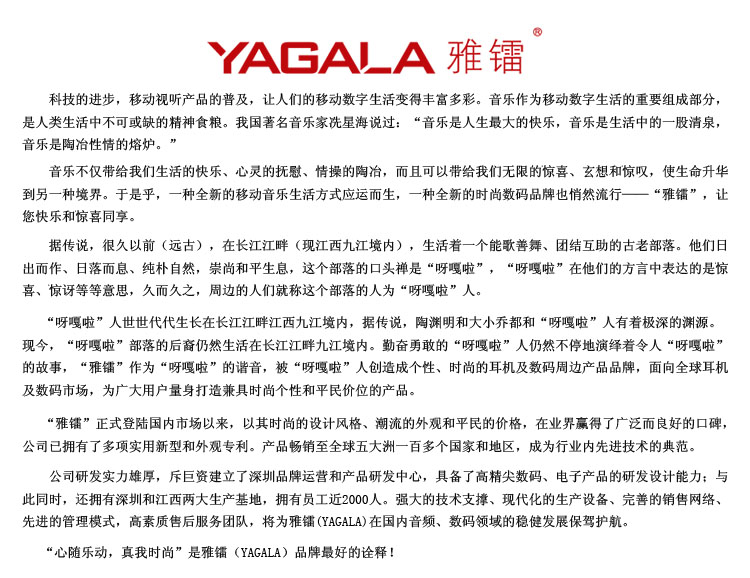 YAGALA 雅镭®
科技的进步，移动视听产品的普及，让人们的移动数字生活变得丰富多彩。音乐作为移动数字生活的重要组成部分，
是人类生活中不可或缺的精神食粮。我国著名音乐家冼星海说过：“音乐是人生最大的快乐，音乐是生活中的一股清泉，
音乐是陶冶性情的熔炉。”
音乐不仅带给我们生活的快乐、心灵的抚慰、情操的陶冶，而且可以带给我们无限的惊喜、玄想和惊叹，使生命升华
到另一种境界。于是乎，一种全新的移动音乐生活方式应运而生，一种全新的时尚数码品牌也悄然流行——“雅镭”，让
您快乐和惊喜同享。
据传说，很久以前（远古），在长江江畔（现江西九江境内），生活着一个能歌善舞、团结互助的古老部落。他们日
出而作、日落而息、纯朴自然，崇尚和平生息，这个部落的口头禅是“呀嘎啦”，“呀嘎啦”在他们的方言中表达的是惊
喜、惊讶等等意思，久而久之，周边的人们就称这个部落的人为“呀嘎啦”人。
“呀嘎啦”人世世代代生长在长江江畔江西九江境内，据传说，陶渊明和大小乔都和“呀嘎啦”人有着极深的渊源。
现今，“呀嘎啦”部落的后裔仍然生活在长江江畔九江境内。勤奋勇敢的“呀嘎啦”人仍然不停地演绎着令人“呀嘎啦”
的故事，“雅镭”作为“呀嘎啦”的谐音，被“呀嘎啦”人创造成个性、时尚的耳机及数码周边产品品牌，面向全球耳机
及数码市场，为广大用户量身打造兼具时尚个性和平民价位的产品。
“雅镭”正式登陆国内市场以来，以其时尚的设计风格、潮流的外观和平民的价格，在业界赢得了广泛而良好的口碑，
公司已拥有了多项实用新型和外观专利。产品畅销至全球五大洲一百多个国家和地区，成为行业内先进技术的典范。
公司研发实力雄厚，斥巨资建立了深圳品牌运营和产品研发中心，具备了高精尖数码、电子产品的研发设计能力；与
此同时，还拥有深圳和江西两大生产基地，拥有员工近2000人。强大的技术支撑、现代化的生产设备、完善的销售网络、
先进的管理模式，高素质售后服务团队，将为雅镭(YAGALA)在国内音频、数码领域的稳健发展保驾护航。
“心随乐动，真我时尚”是雅镭（YAGALA）品牌最好的诠释！